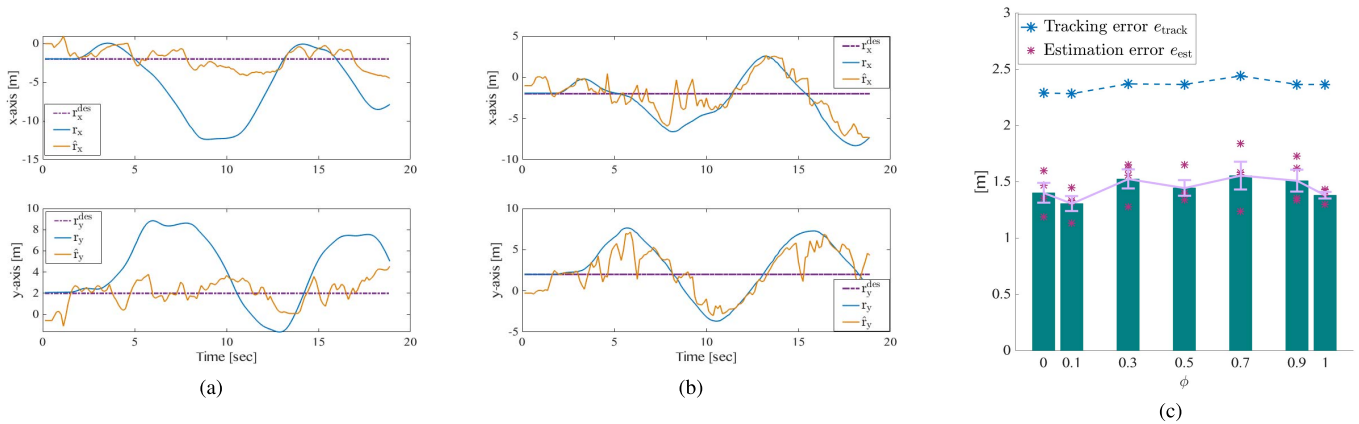 0
-5
-10
-15
x-axis [m]
r_x^des
r_x
r̂_x
0 5 10 15 20
10
8
6
4
2
0
y-axis [m]
r_y^des
r_y
r̂_y
0 5 10 15 20
Time [sec]
(a)
5
0
-5
-10
x-axis [m]
r_x^des
r_x
r̂_x
0 5 10 15 20
10
5
0
-5
y-axis [m]
r_y^des
r_y
r̂_y
0 5 10 15 20
Time [sec]
(b)
3
2.5
2
1.5
1
0.5
0
[m]
Tracking error e_track
Estimation error e_est
0 0.1 0.3 0.5 0.7 0.9 1
ϕ
(c)